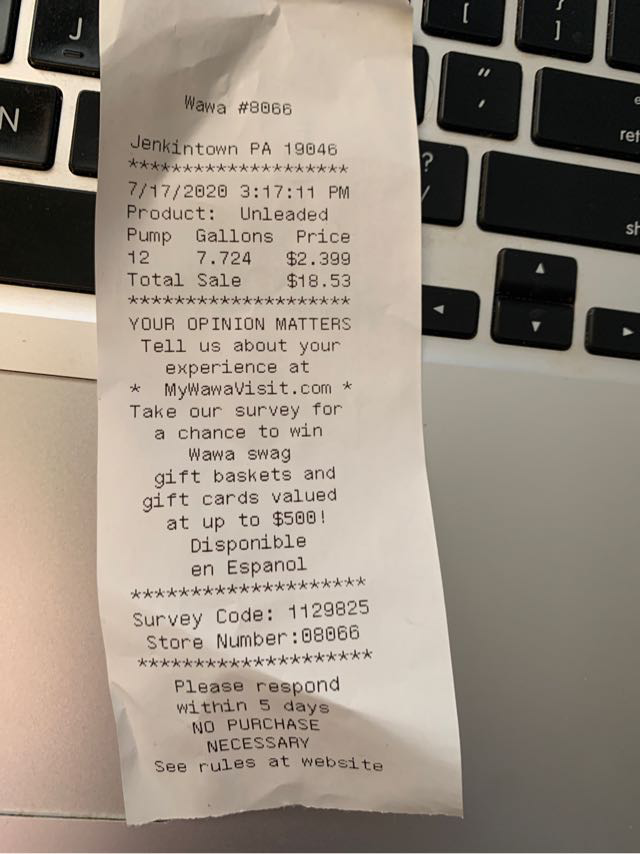 Wawa #8066
Jenkintown PA 19046
*******************
7/17/2020 3:17:11 PM
Product: Unleaded
Pump Gallons Price
12 7.724 $2.399
Total Sale $18.53
*******************
YOUR OPINION MATTERS
Tell us about your
experience at
* MyWawaVisit.com *
Take our survey for
a chance to win
Wawa swag
gift baskets and
gift cards valued
at up to $500!
Disponible
en Espanol
********************
Survey Code: 1129825
Store Number:08066
********************
Please respond
within 5 days
NO PURCHASE
NECESSARY
See rules at website
J
N
[
}
]
"
'
?
/
ret
sh